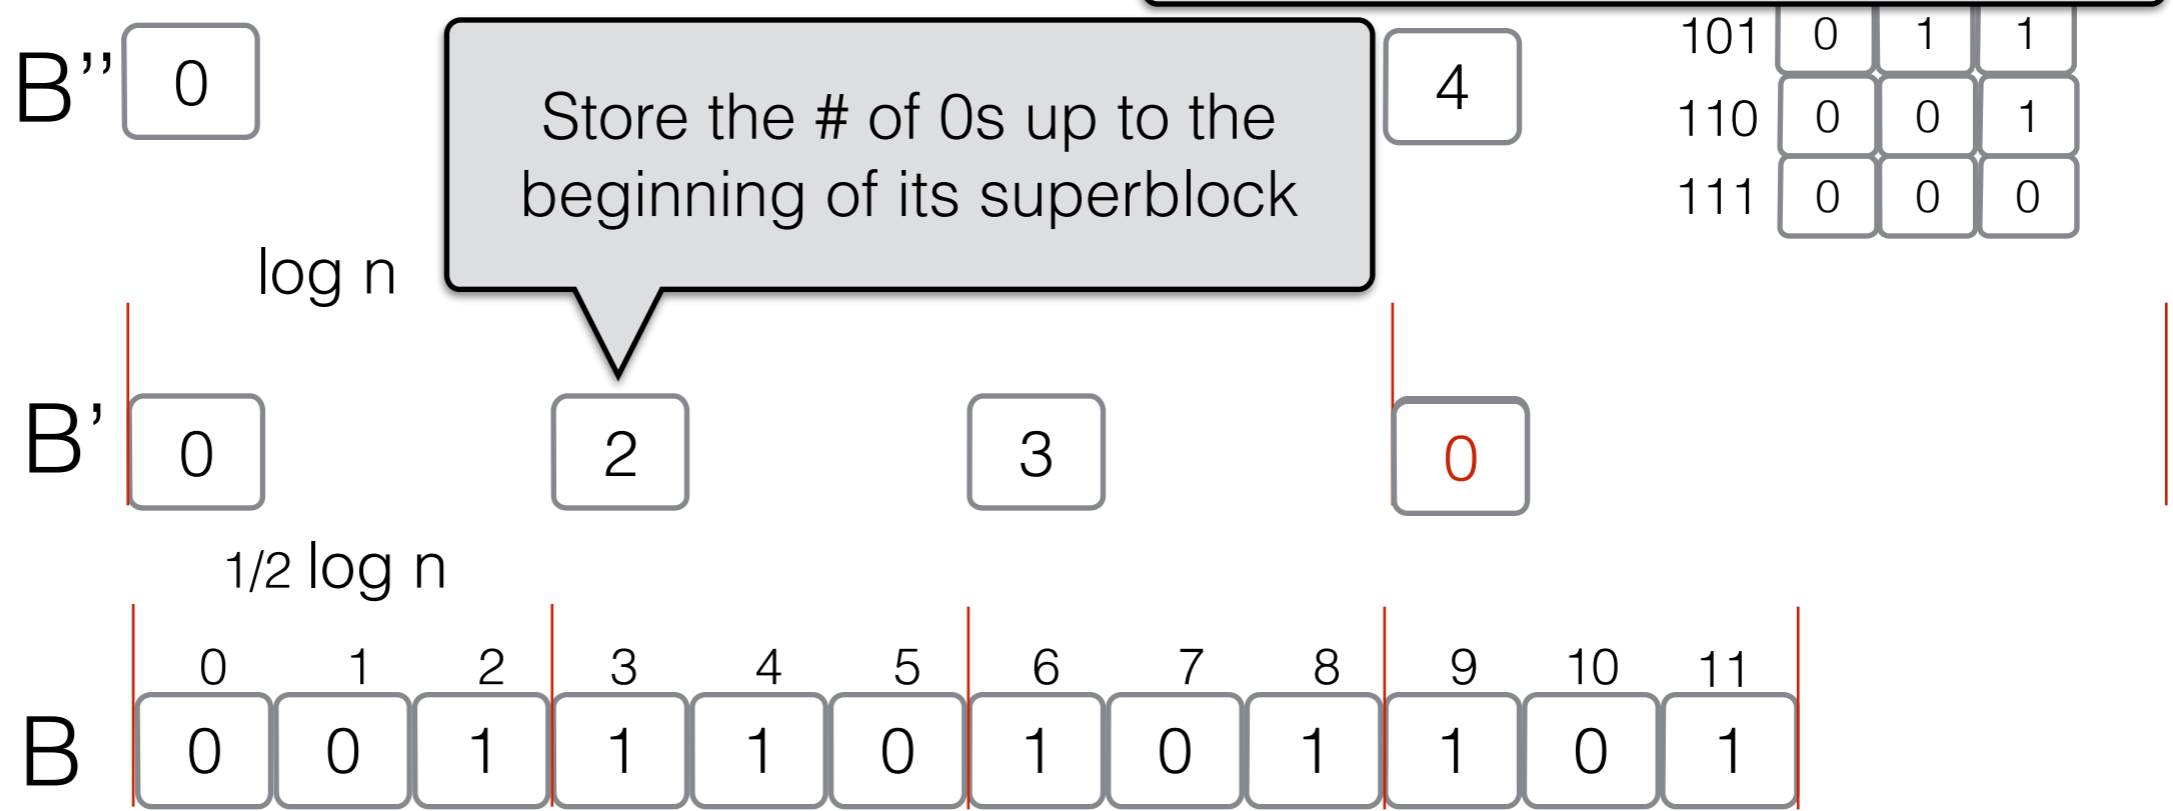 B’’ 0 4
Store the # of 0s up to the
beginning of its superblock
101 0 1 1
110 0 0 1
111 0 0 0
log n
B’ 0 2 3 0
1/2 log n
0 1 2 3 4 5 6 7 8 9 10 11
B 0 0 1 1 1 0 1 0 1 1 0 1